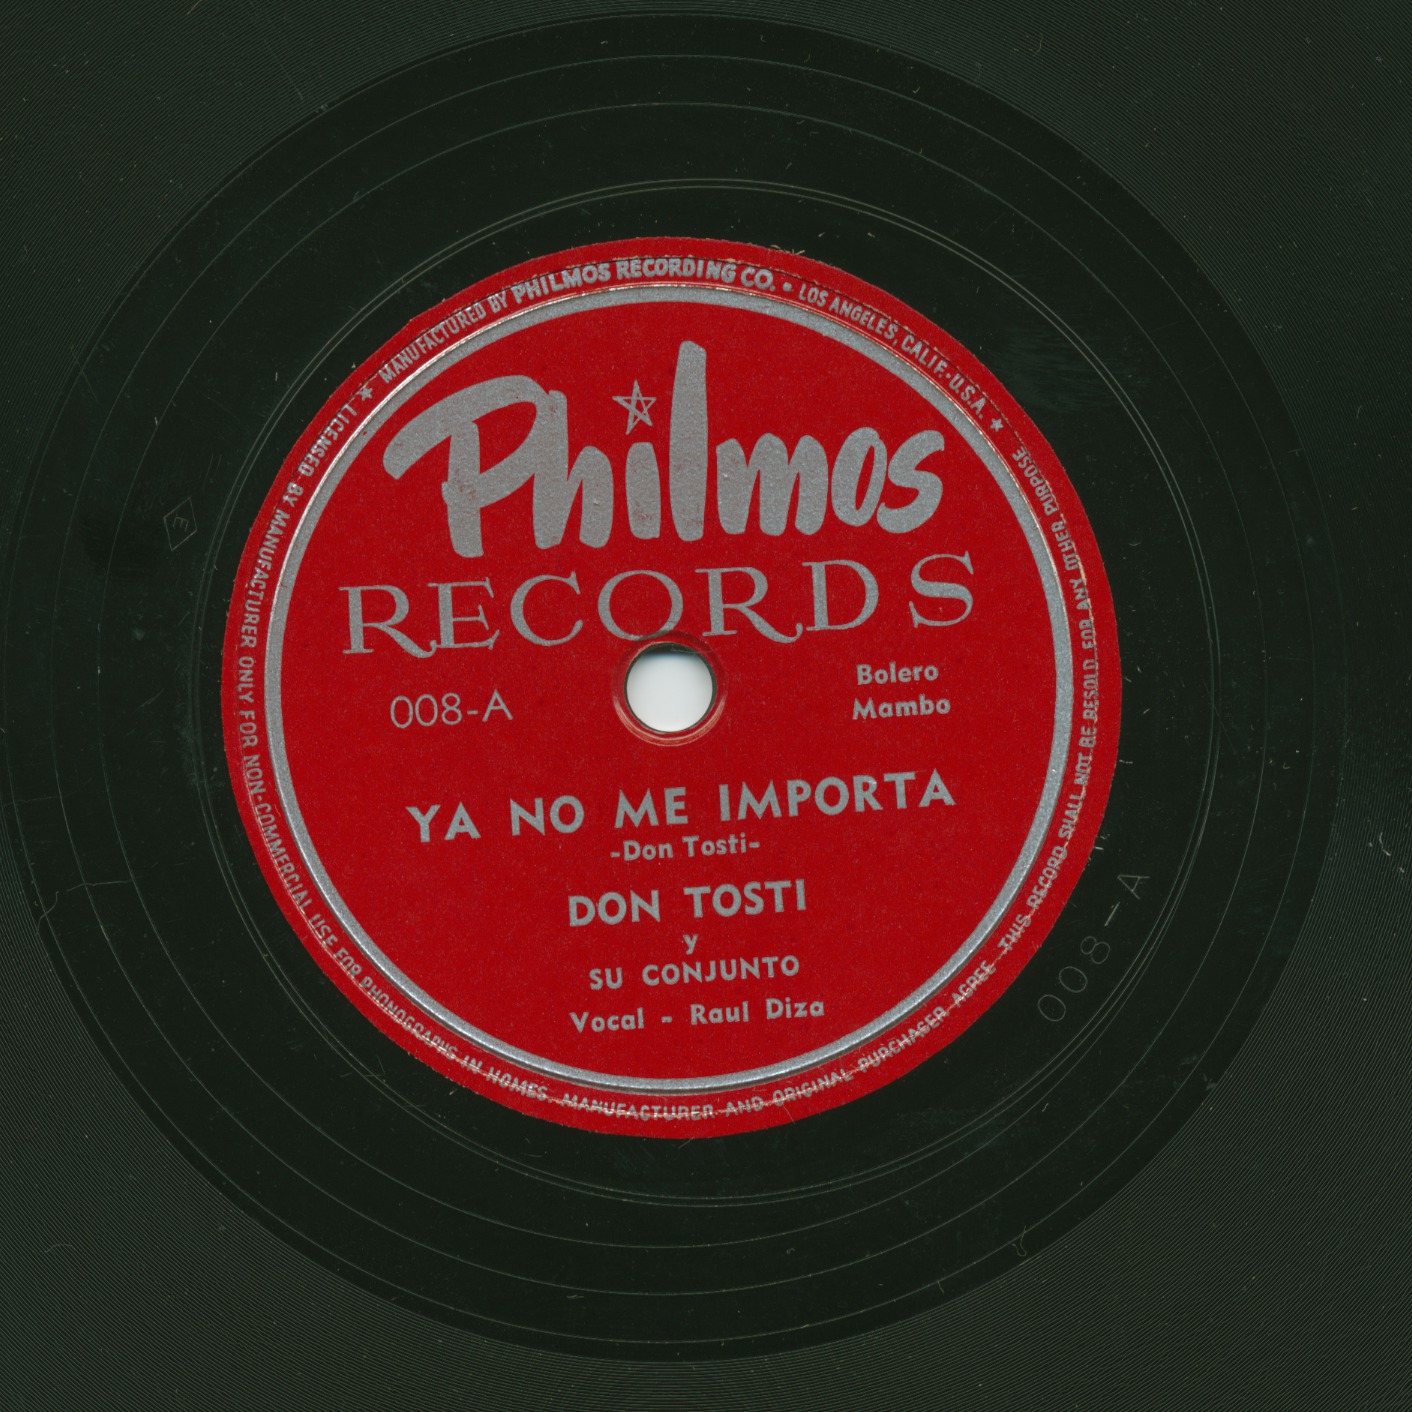 ★ MANUFACTURED BY PHILMOS RECORDING CO. • LOS ANGELES, CALIF.-U.S.A. ★
LICENSED BY MANUFACTURER ONLY FOR NON-COMMERCIAL USE FOR PHONOGRAPHS IN HOMES. MANUFACTURER AND ORIGINAL PURCHASER AGREE THIS RECORD SHALL NOT BE RESOLD FOR ANY OTHER PURPOSE
Philmos
RECORDS
008-A
Bolero
Mambo
YA NO ME IMPORTA
-Don Tosti-
DON TOSTI
y
SU CONJUNTO
Vocal - Raul Diza
008-A
E